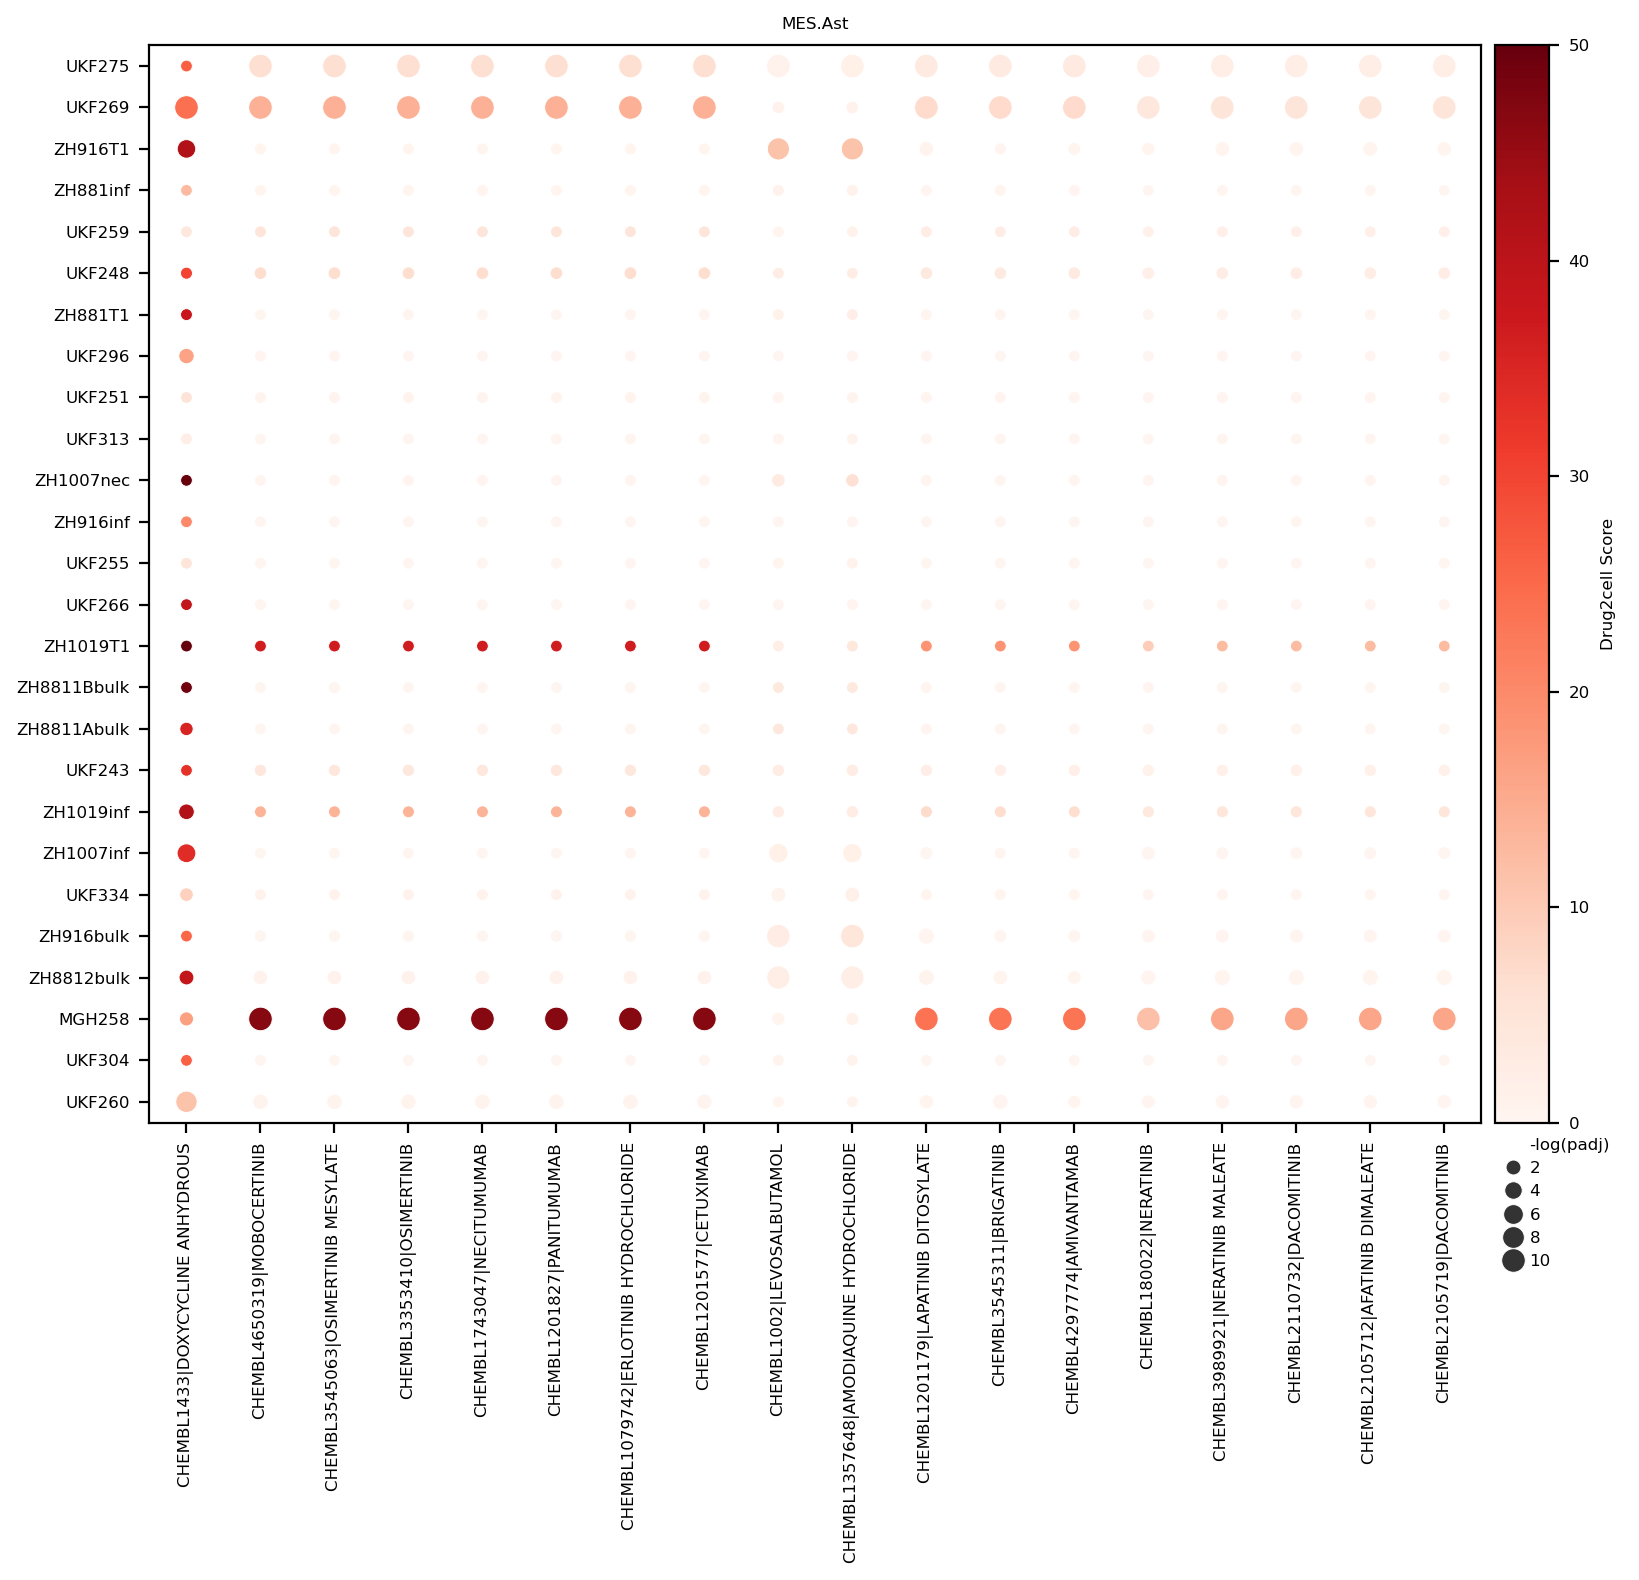 MES.Ast
UKF275
UKF269
ZH916T1
ZH881inf
UKF259
UKF248
ZH881T1
UKF296
UKF251
UKF313
ZH1007nec
ZH916inf
UKF255
UKF266
ZH1019T1
ZH8811Bbulk
ZH8811Abulk
UKF243
ZH1019inf
ZH1007inf
UKF334
ZH916bulk
ZH8812bulk
MGH258
UKF304
UKF260
CHEMBL1433|DOXYCYCLINE ANHYDROUS
CHEMBL4650319|MOBOCERTINIB
CHEMBL3545063|OSIMERTINIB MESYLATE
CHEMBL3353410|OSIMERTINIB
CHEMBL1743047|NECITUMUMAB
CHEMBL1201827|PANITUMUMAB
CHEMBL1079742|ERLOTINIB HYDROCHLORIDE
CHEMBL1201577|CETUXIMAB
CHEMBL1002|LEVOSALBUTAMOL
CHEMBL1357648|AMODIAQUINE HYDROCHLORIDE
CHEMBL1201179|LAPATINIB DITOSYLATE
CHEMBL3545311|BRIGATINIB
CHEMBL4297774|AMIVANTAMAB
CHEMBL180022|NERATINIB
CHEMBL3989921|NERATINIB MALEATE
CHEMBL2110732|DACOMITINIB
CHEMBL2105712|AFATINIB DIMALEATE
CHEMBL2105719|DACOMITINIB
50
40
30
20
10
0
Drug2cell Score
-log(padj)
2
4
6
8
10